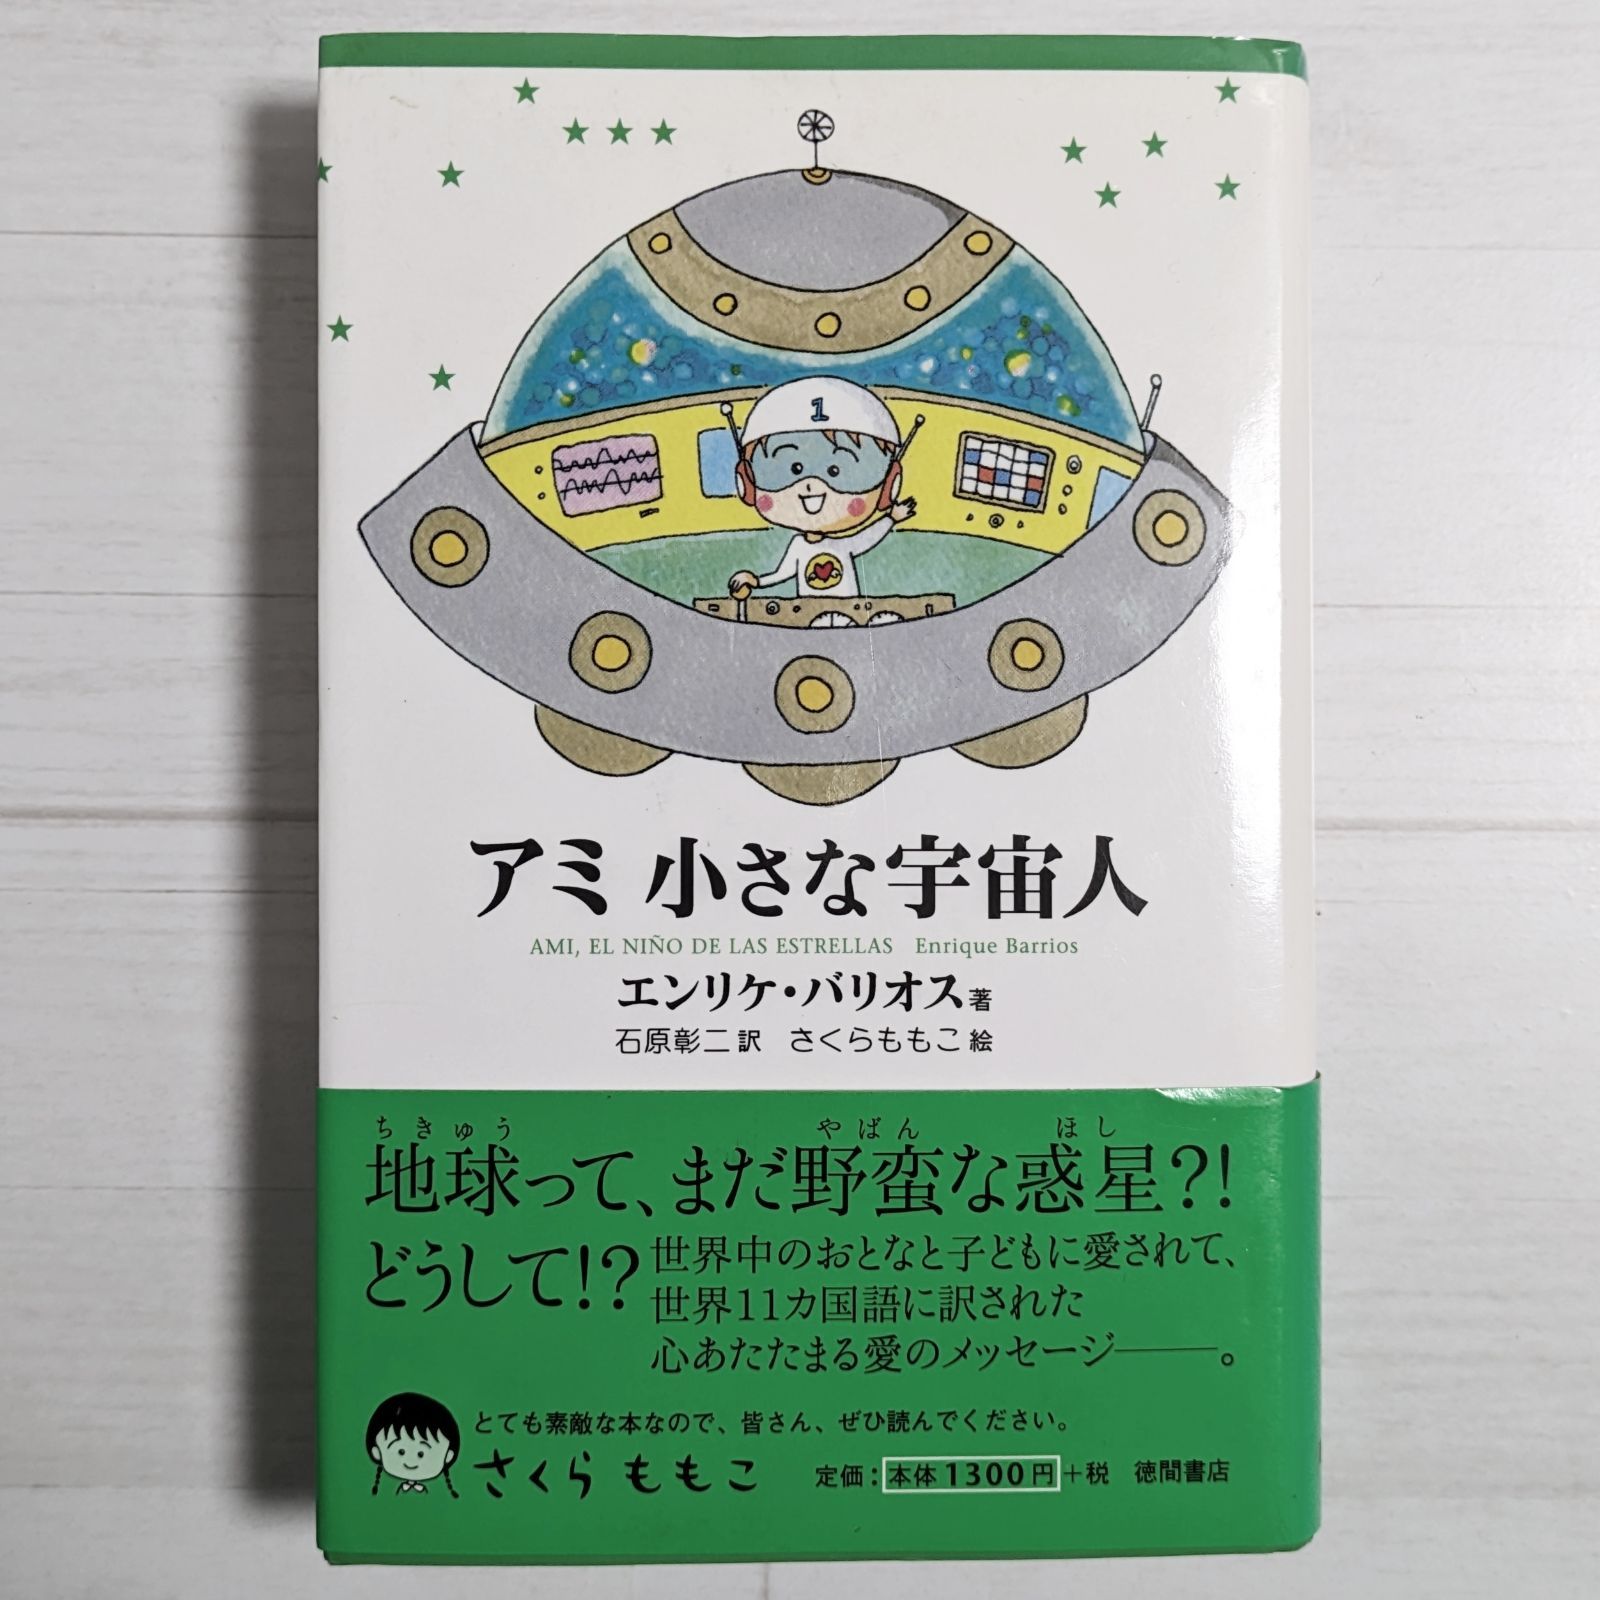 1
アミ 小さな宇宙人
AMI, EL NIÑO DE LAS ESTRELLAS Enrique Barrios
エンリケ・バリオス 著
石原彰二 訳 さくらももこ 絵
ちきゅう やばん ほし
地球って、まだ野蛮な惑星?!
どうして!?
世界中のおとなと子どもに愛されて、
世界11カ国語に訳された
心あたたまる愛のメッセージ――。
とても素敵な本なので、皆さん、ぜひ読んでください。
さくら ももこ
定価:本体1300円+税 徳間書店